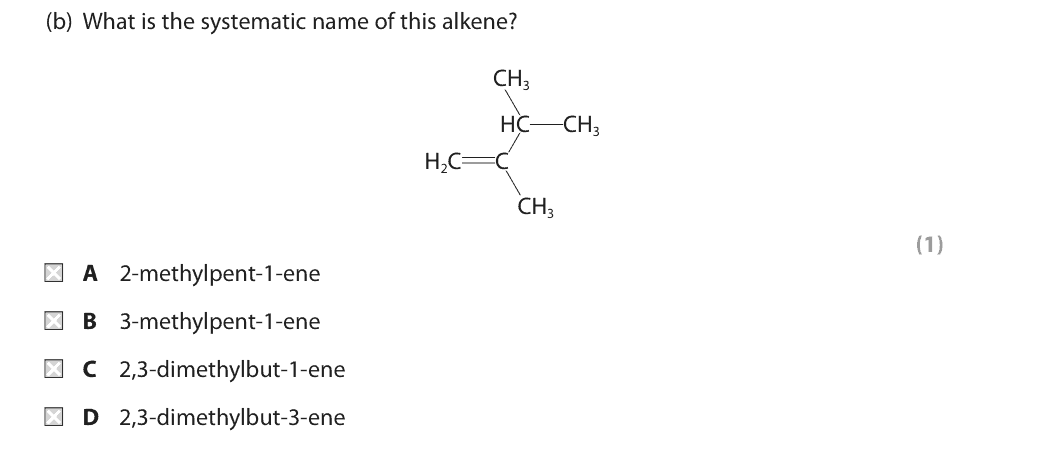 (b) What is the systematic name of this alkene?
CH₃
HC—CH₃
H₂C=C
CH₃
(1)
A 2-methylpent-1-ene
B 3-methylpent-1-ene
C 2,3-dimethylbut-1-ene
D 2,3-dimethylbut-3-ene